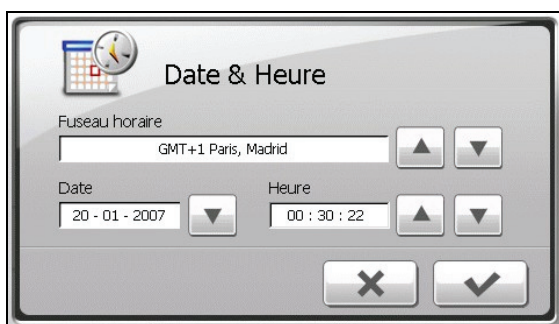 Date & Heure
Fuseau horaire
GMT+1 Paris, Madrid
Date Heure
20 - 01 - 2007 00 : 30 : 22